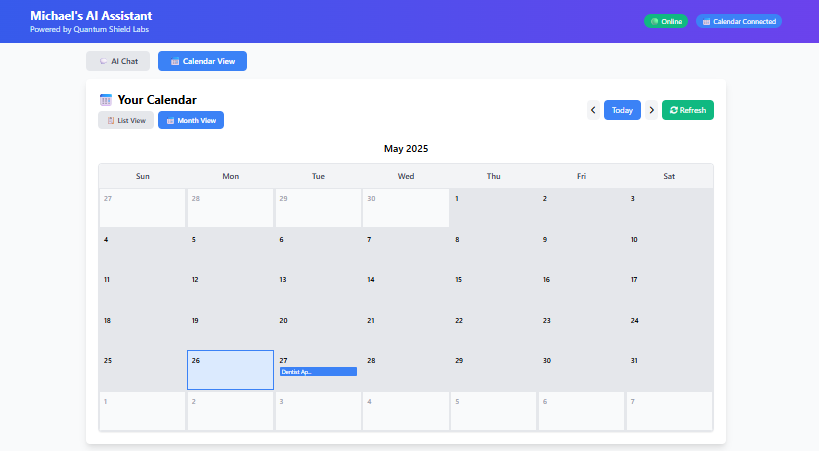 Michael's AI Assistant
Powered by Quantum Shield Labs
Online
Calendar Connected
AI Chat
Calendar View
Your Calendar
List View
Month View
Today
Refresh
May 2025
Sun Mon Tue Wed Thu Fri Sat
27 28 29 30 1 2 3
4 5 6 7 8 9 10
11 12 13 14 15 16 17
18 19 20 21 22 23 24
25 26 27 28 29 30 31
Dentist Ap...
1 2 3 4 5 6 7